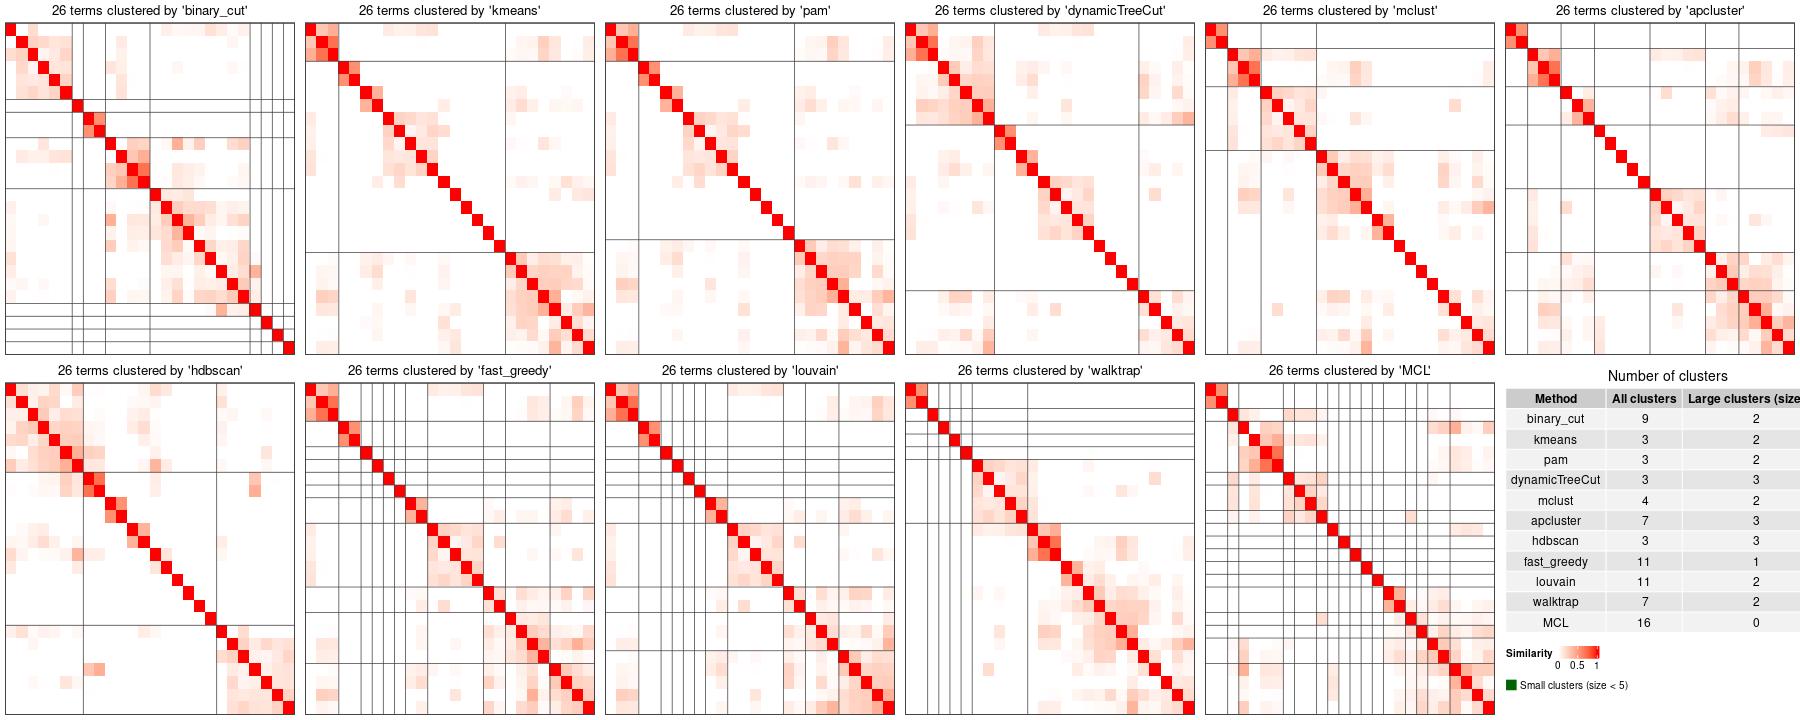 26 terms clustered by 'binary_cut'
26 terms clustered by 'kmeans'
26 terms clustered by 'pam'
26 terms clustered by 'dynamicTreeCut'
26 terms clustered by 'mclust'
26 terms clustered by 'apcluster'
26 terms clustered by 'hdbscan'
26 terms clustered by 'fast_greedy'
26 terms clustered by 'louvain'
26 terms clustered by 'walktrap'
26 terms clustered by 'MCL'
Number of clusters
Method All clusters Large clusters (size
binary_cut 9 2
kmeans 3 2
pam 3 2
dynamicTreeCut 3 3
mclust 4 2
apcluster 7 3
hdbscan 3 3
fast_greedy 11 1
louvain 11 2
walktrap 7 2
MCL 16 0
Similarity
0 0.5 1
Small clusters (size < 5)